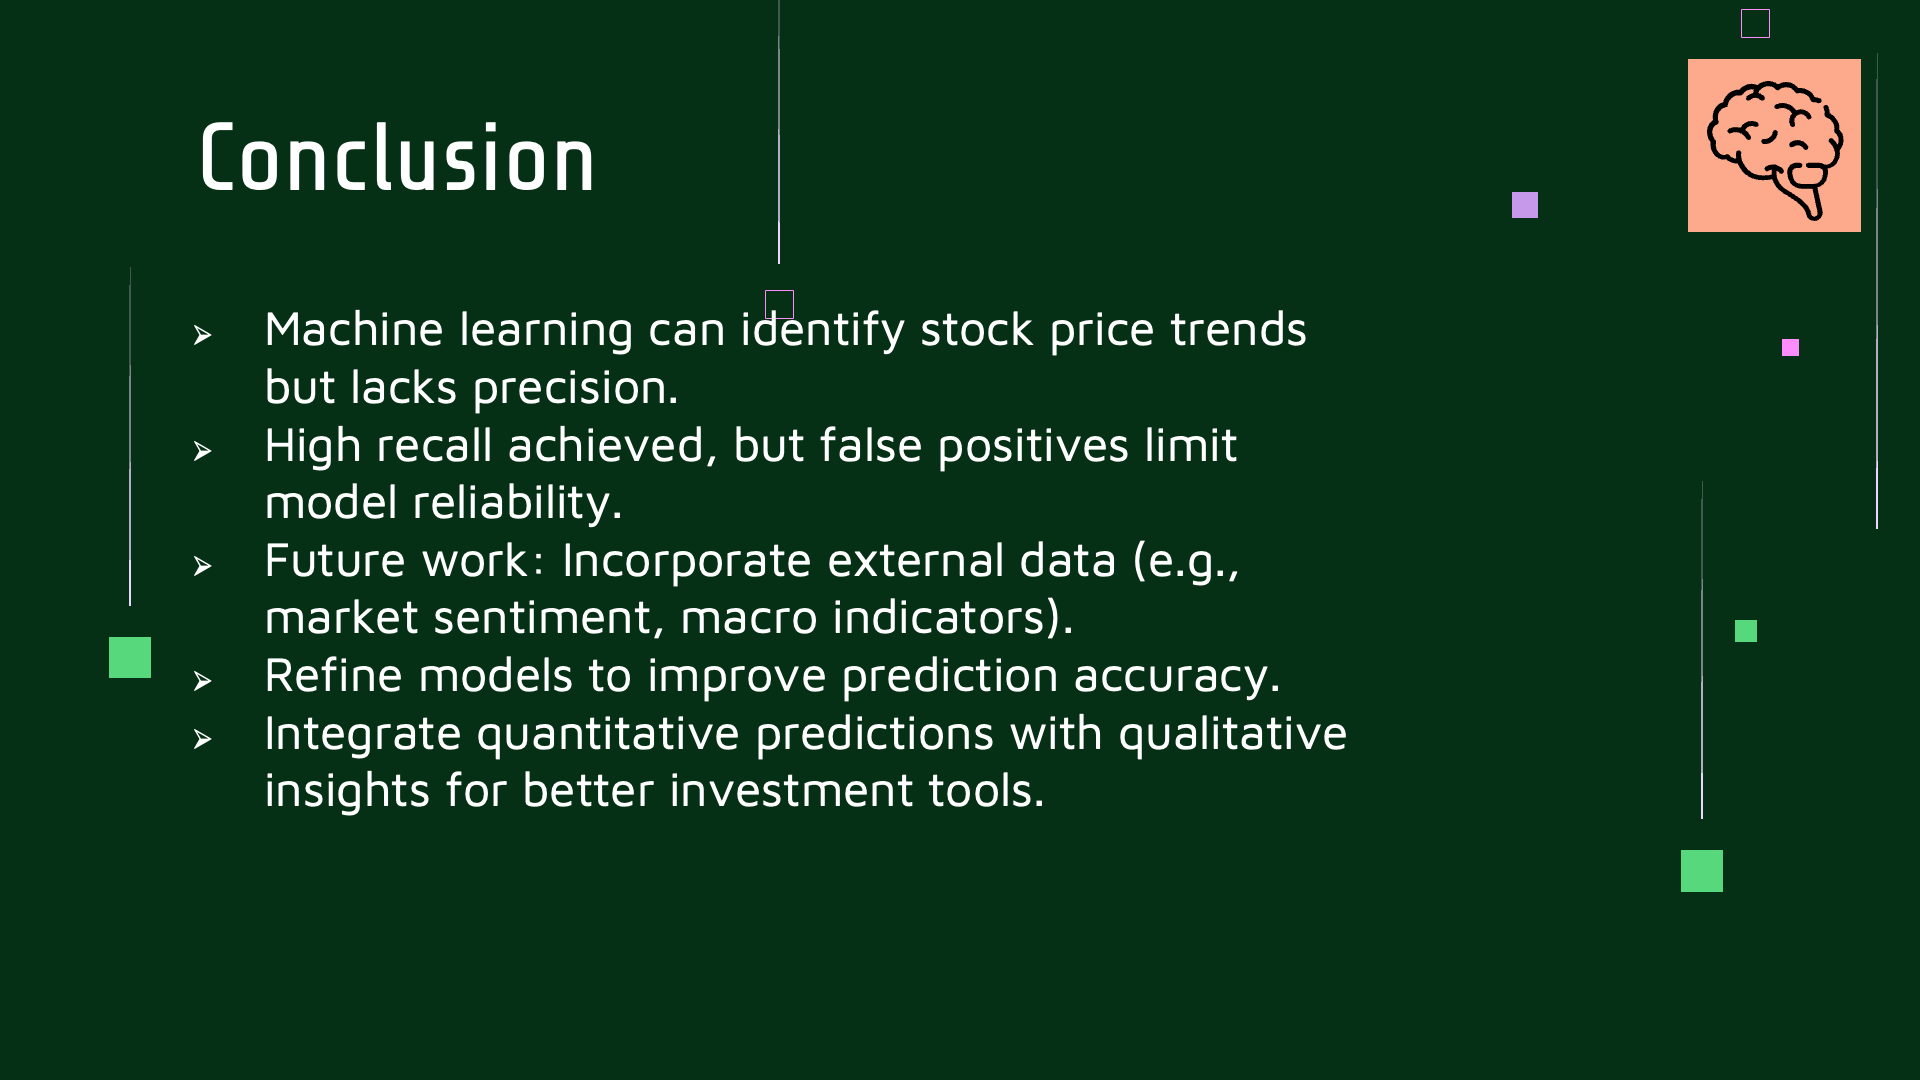 Conclusion
➢ Machine learning can identify stock price trends
but lacks precision.
➢ High recall achieved, but false positives limit
model reliability.
➢ Future work: Incorporate external data (e.g.,
market sentiment, macro indicators).
➢ Refine models to improve prediction accuracy.
➢ Integrate quantitative predictions with qualitative
insights for better investment tools.